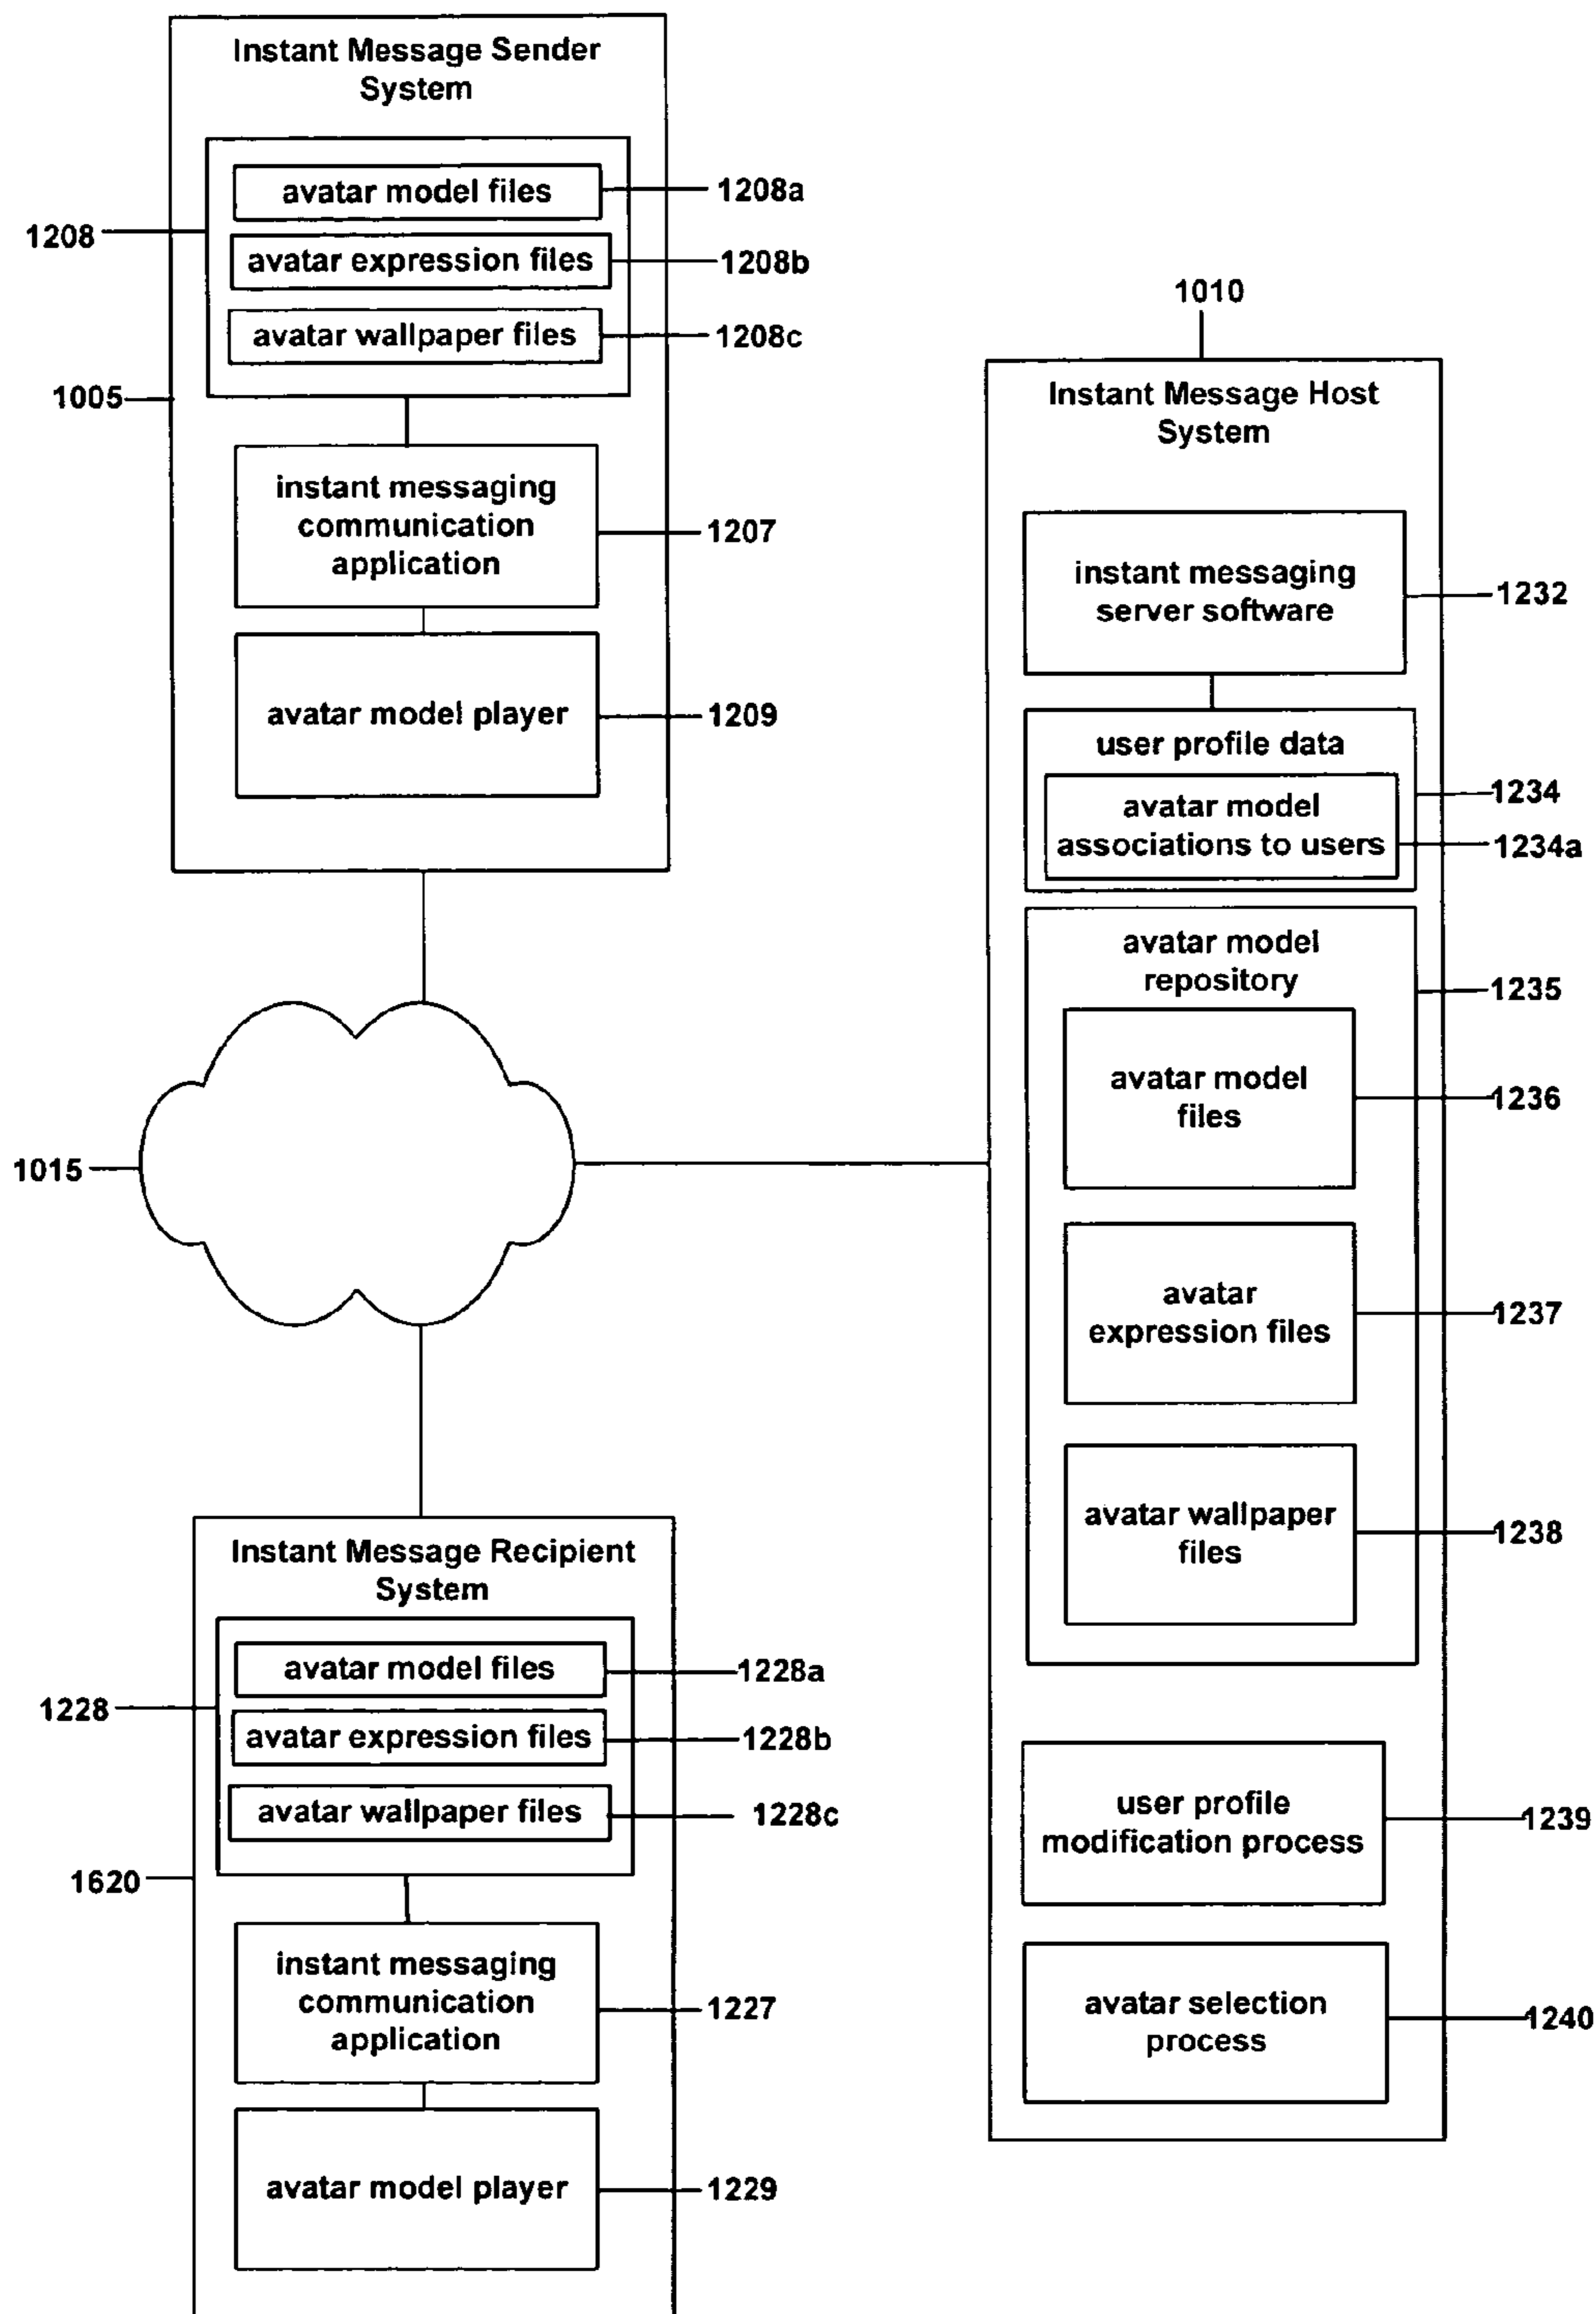 Instant Message Sender
System
avatar model files
1208a
1208
avatar expression files
1208b
avatar wallpaper files
1208c
1005
instant messaging
communication
application
1207
avatar model player
1209
1010
Instant Message Host
System
instant messaging
server software
1232
user profile data
1234
avatar model
associations to users
1234a
avatar model
repository
1235
avatar model
files
1236
avatar
expression files
1237
avatar wallpaper
files
1238
user profile
modification process
1239
avatar selection
process
1240
1015
Instant Message Recipient
System
avatar model files
1228a
1228
avatar expression files
1228b
avatar wallpaper files
1228c
1620
instant messaging
communication
application
1227
avatar model player
1229